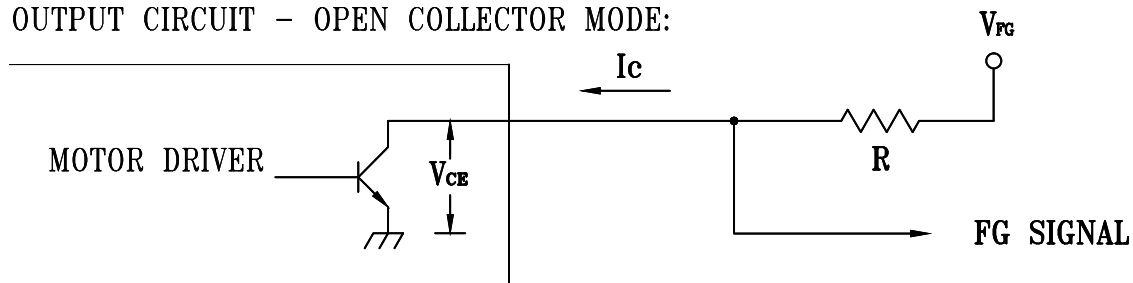 OUTPUT CIRCUIT - OPEN COLLECTOR MODE:
VFG
Ic
MOTOR DRIVER
VCE
R
FG SIGNAL